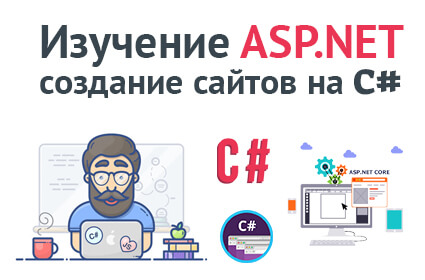 Изучение ASP.NET
создание сайтов на C#
C#
ASP.NET CORE
C#
C#